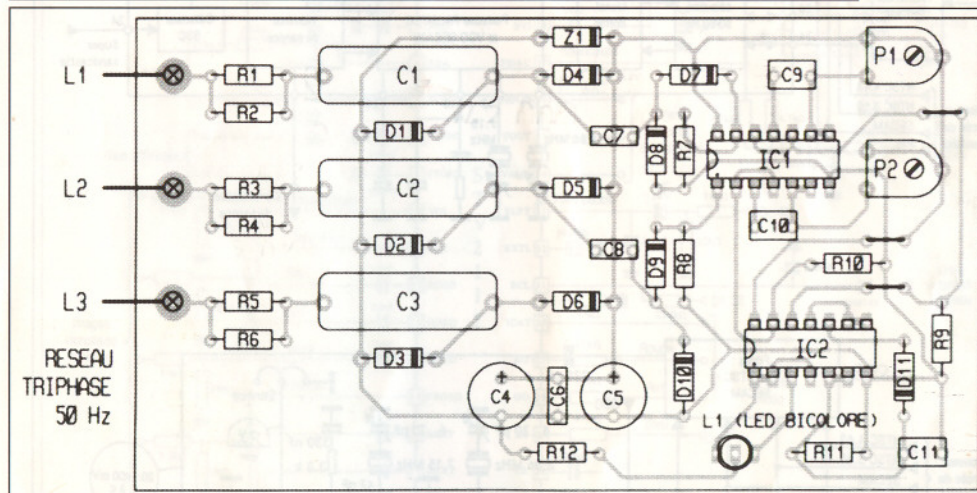 Z1
L1 R1 C1 D4 D7 C9 P1
R2
D1 C7 D8 R7 IC1
L2 R3 C2 D5 P2
R4
D2 C8 C10
D9 R8 R10
L3 R5 C3 D6
R6 R9
RESEAU D3 IC2
TRIPHASE D10 D11
50 Hz C4 C6 C5
L1 (LED BICOLORE)
R12 R11 C11